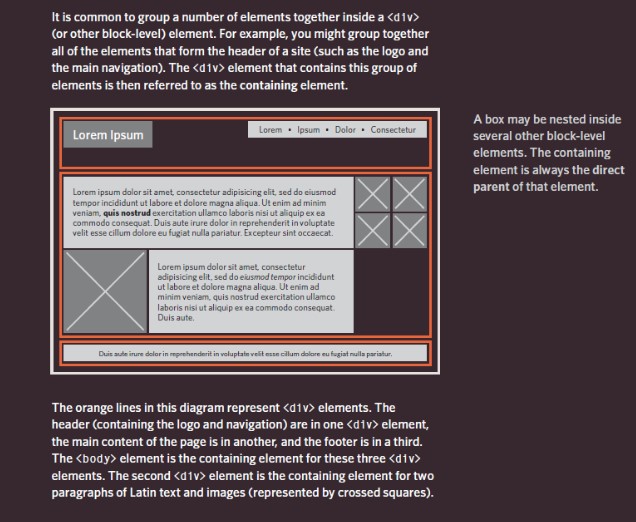 It is common to group a number of elements together inside a <div>
(or other block-level) element. For example, you might group together
all of the elements that form the header of a site (such as the logo and
the main navigation). The <div> element that contains this group of
elements is then referred to as the containing element.
A box may be nested inside
several other block-level
elements. The containing
element is always the direct
parent of that element.
Lorem Ipsum
Lorem • Ipsum • Dolor • Consectetur
Lorem ipsum dolor sit amet, consectetur adipisicing elit, sed do eiusmod
tempor incididunt ut labore et dolore magna aliqua. Ut enim ad minim
veniam, quis nostrud exercitation ullamco laboris nisi ut aliquip ex ea
commodo consequat. Duis aute irure dolor in reprehenderit in voluptate
velit esse cillum dolore eu fugiat nulla pariatur. Excepteur sint occaecat.
Lorem ipsum dolor sit amet, consectetur
adipisicing elit, sed do eiusmod tempor incididunt
ut labore et dolore magna aliqua. Ut enim ad
minim veniam, quis nostrud exercitation ullamco
laboris nisi ut aliquip ex ea commodo consequat.
Duis aute.
Duis aute irure dolor in reprehenderit in voluptate velit esse cillum dolore eu fugiat nulla pariatur.
The orange lines in this diagram represent <div> elements. The
header (containing the logo and navigation) are in one <div> element,
the main content of the page is in another, and the footer is in a third.
The <body> element is the containing element for these three <div>
elements. The second <div> element is the containing element for two
paragraphs of Latin text and images (represented by crossed squares).